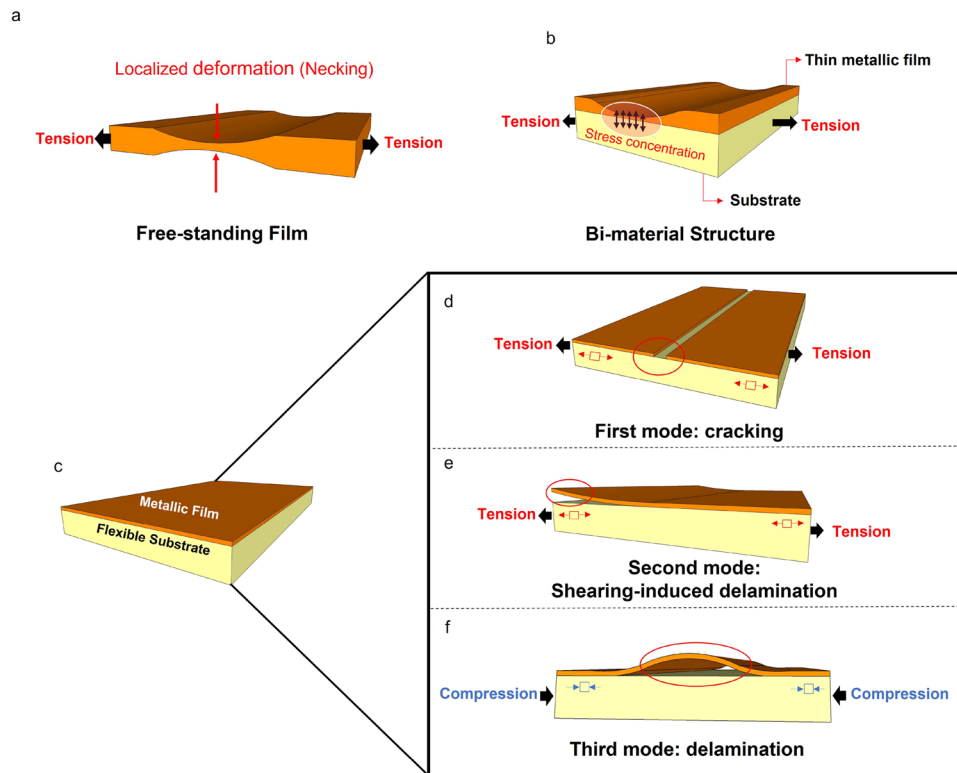 a
Localized deformation (Necking)
Tension
Tension
Free-standing Film
b
Thin metallic film
Tension
Tension
Stress concentration
Substrate
Bi-material Structure
c
Metallic Film
Flexible Substrate
d
Tension
Tension
First mode: cracking
e
Tension
Tension
Second mode:
Shearing-induced delamination
f
Compression
Compression
Third mode: delamination